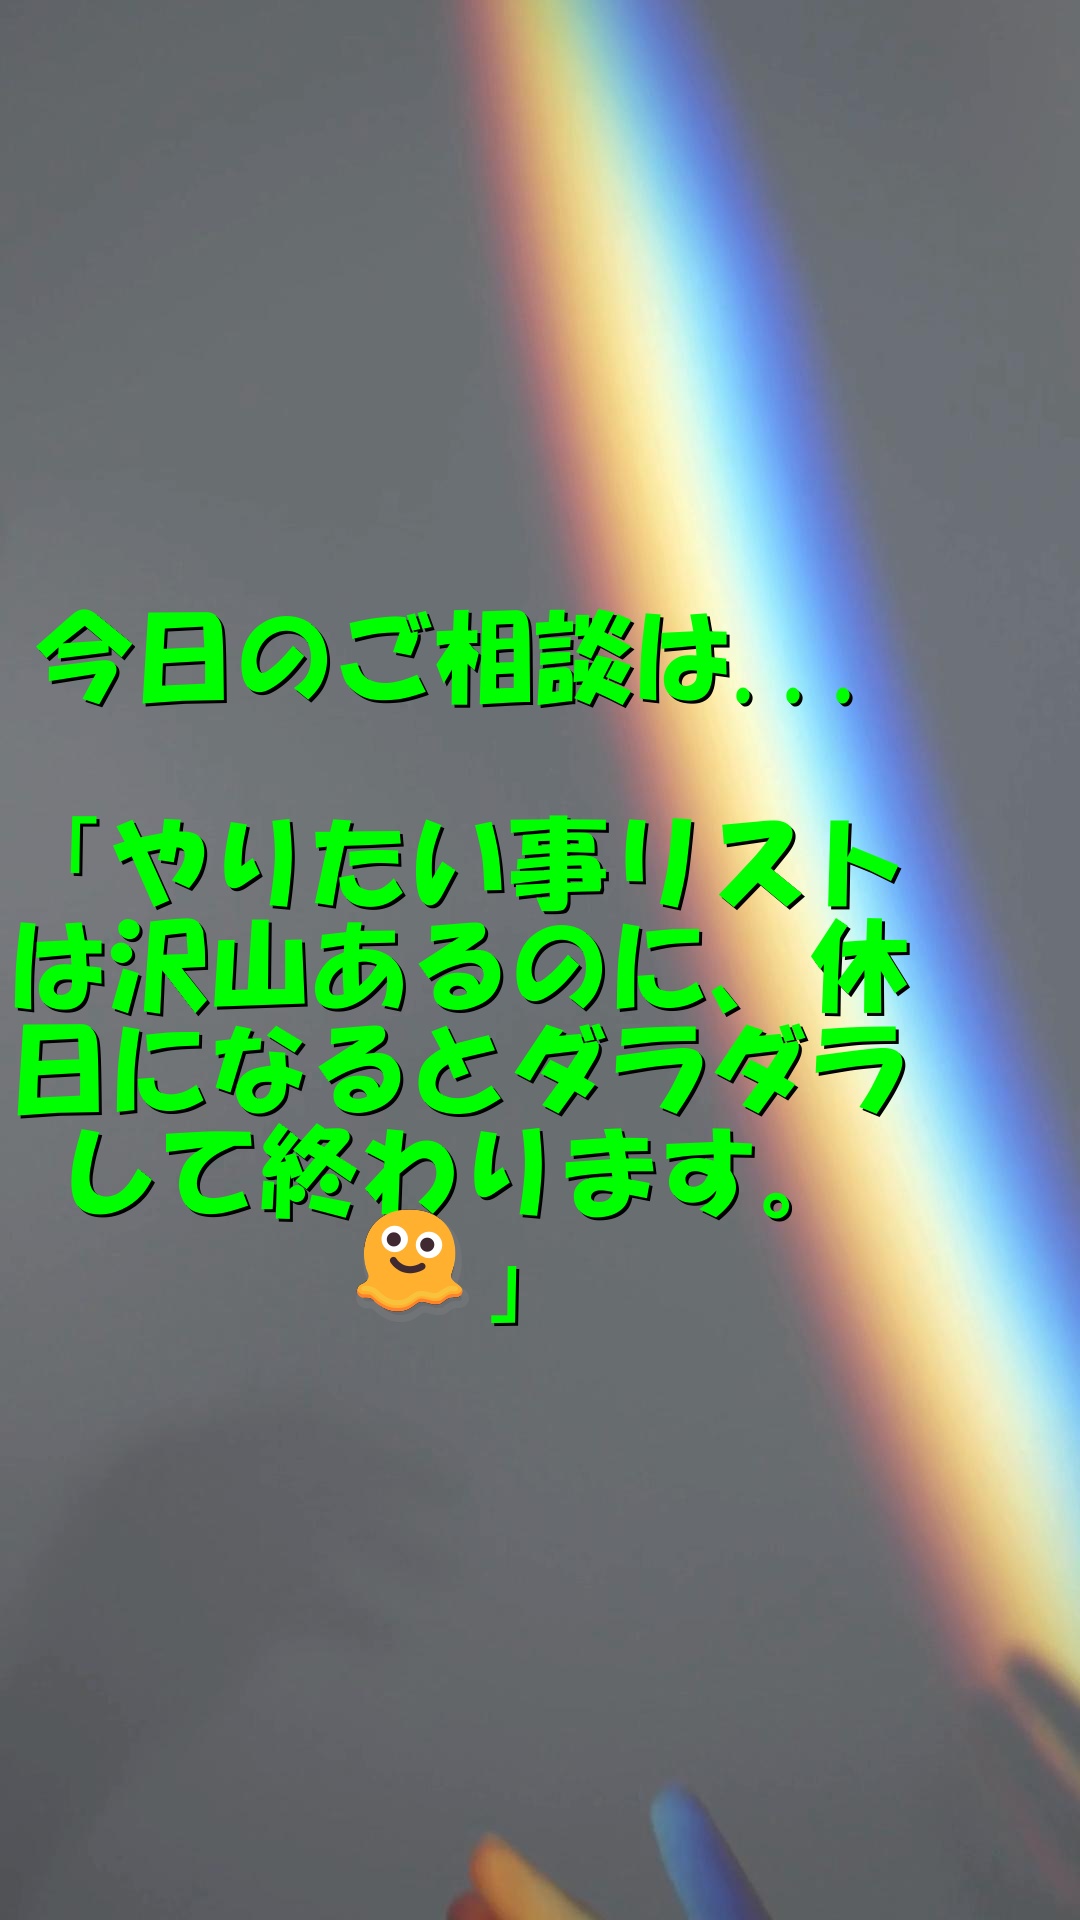 今日のご相談は...
「やりたい事リスト
は沢山あるのに、休
日になるとダラダラ
して終わります。
🫠」